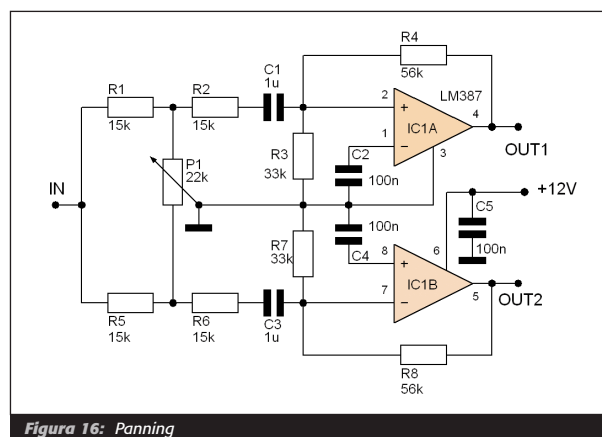 R4
56k
R1
15k
R2
15k
C1
1u
LM387
2
+
4
IC1A
1
−
3
OUT1
R3
33k
C2
100n
P1
22k
IN
+12V
C5
100n
100n
C4
R7
33k
8
+
6
IC1B
7
−
5
OUT2
R5
15k
R6
15k
C3
1u
R8
56k
Figura 16: Panning